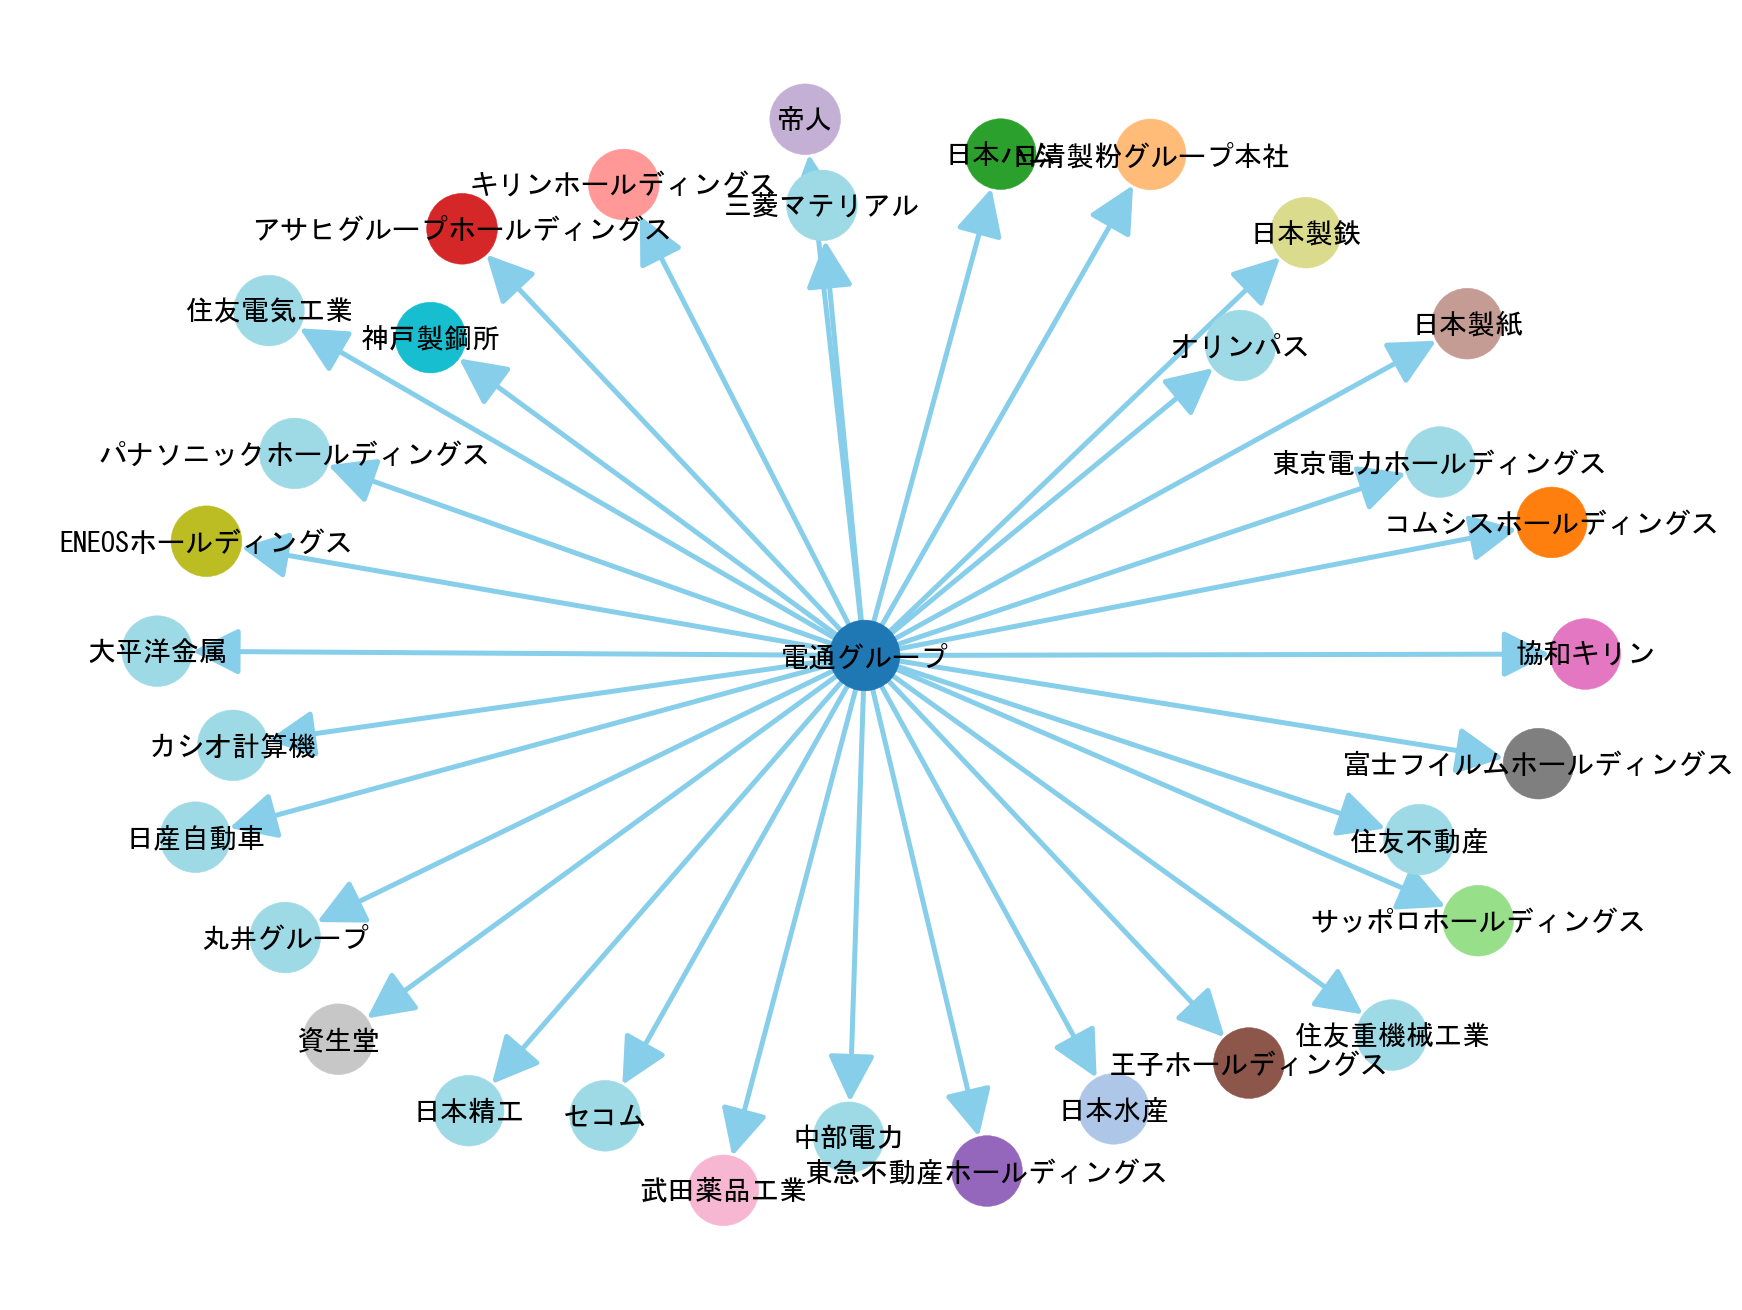 帝人
日本ハム
日清製粉グループ本社
キリンホールディングス
三菱マテリアル
アサヒグループホールディングス
日本製鉄
住友電気工業
神戸製鋼所
オリンパス
日本製紙
パナソニックホールディングス
東京電力ホールディングス
ENEOSホールディングス
コムシスホールディングス
大平洋金属
電通グループ
協和キリン
カシオ計算機
富士フイルムホールディングス
日産自動車
住友不動産
丸井グループ
サッポロホールディングス
資生堂
住友重機械工業
王子ホールディングス
日本精工
セコム
日本水産
中部電力
東急不動産ホールディングス
武田薬品工業